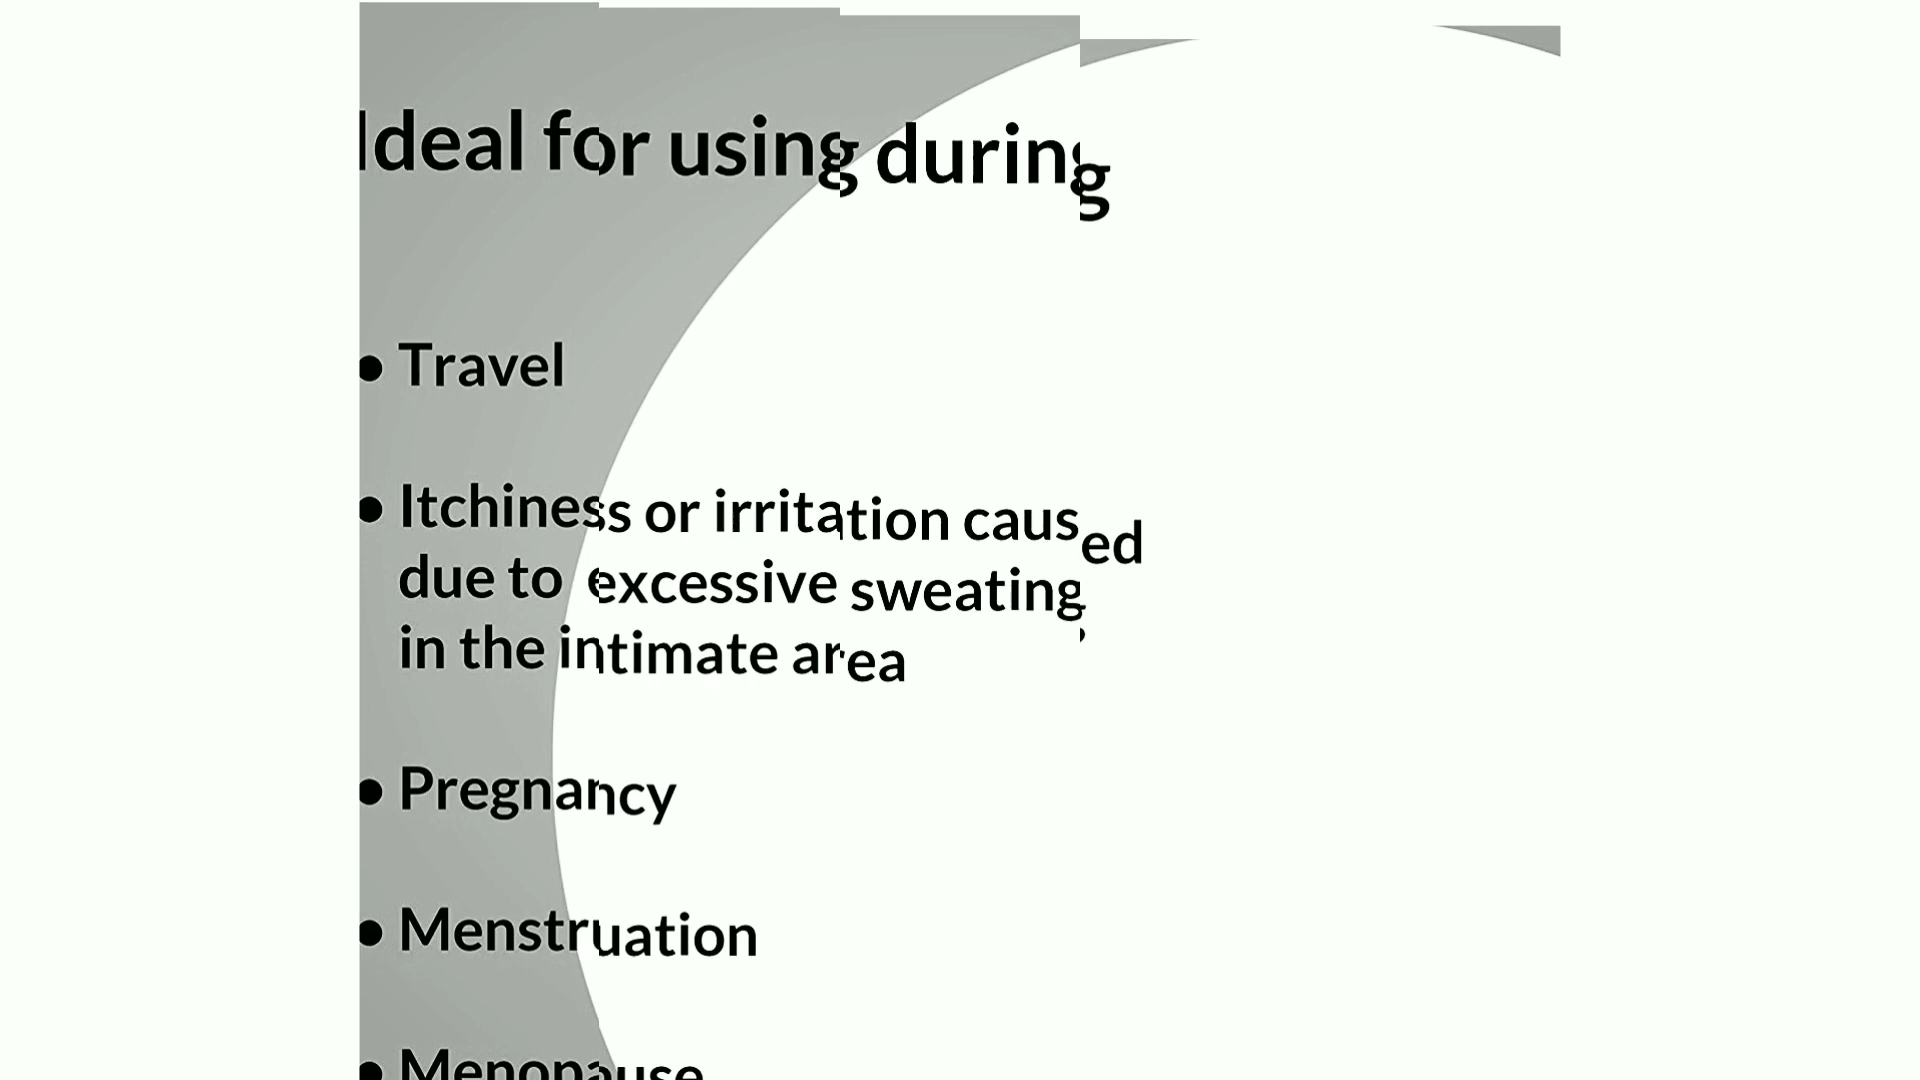 Ideal for using during
• Travel
• Itchiness or irritation caused
due to excessive sweating
in the intimate area
• Pregnancy
• Menstruation
• Menopause